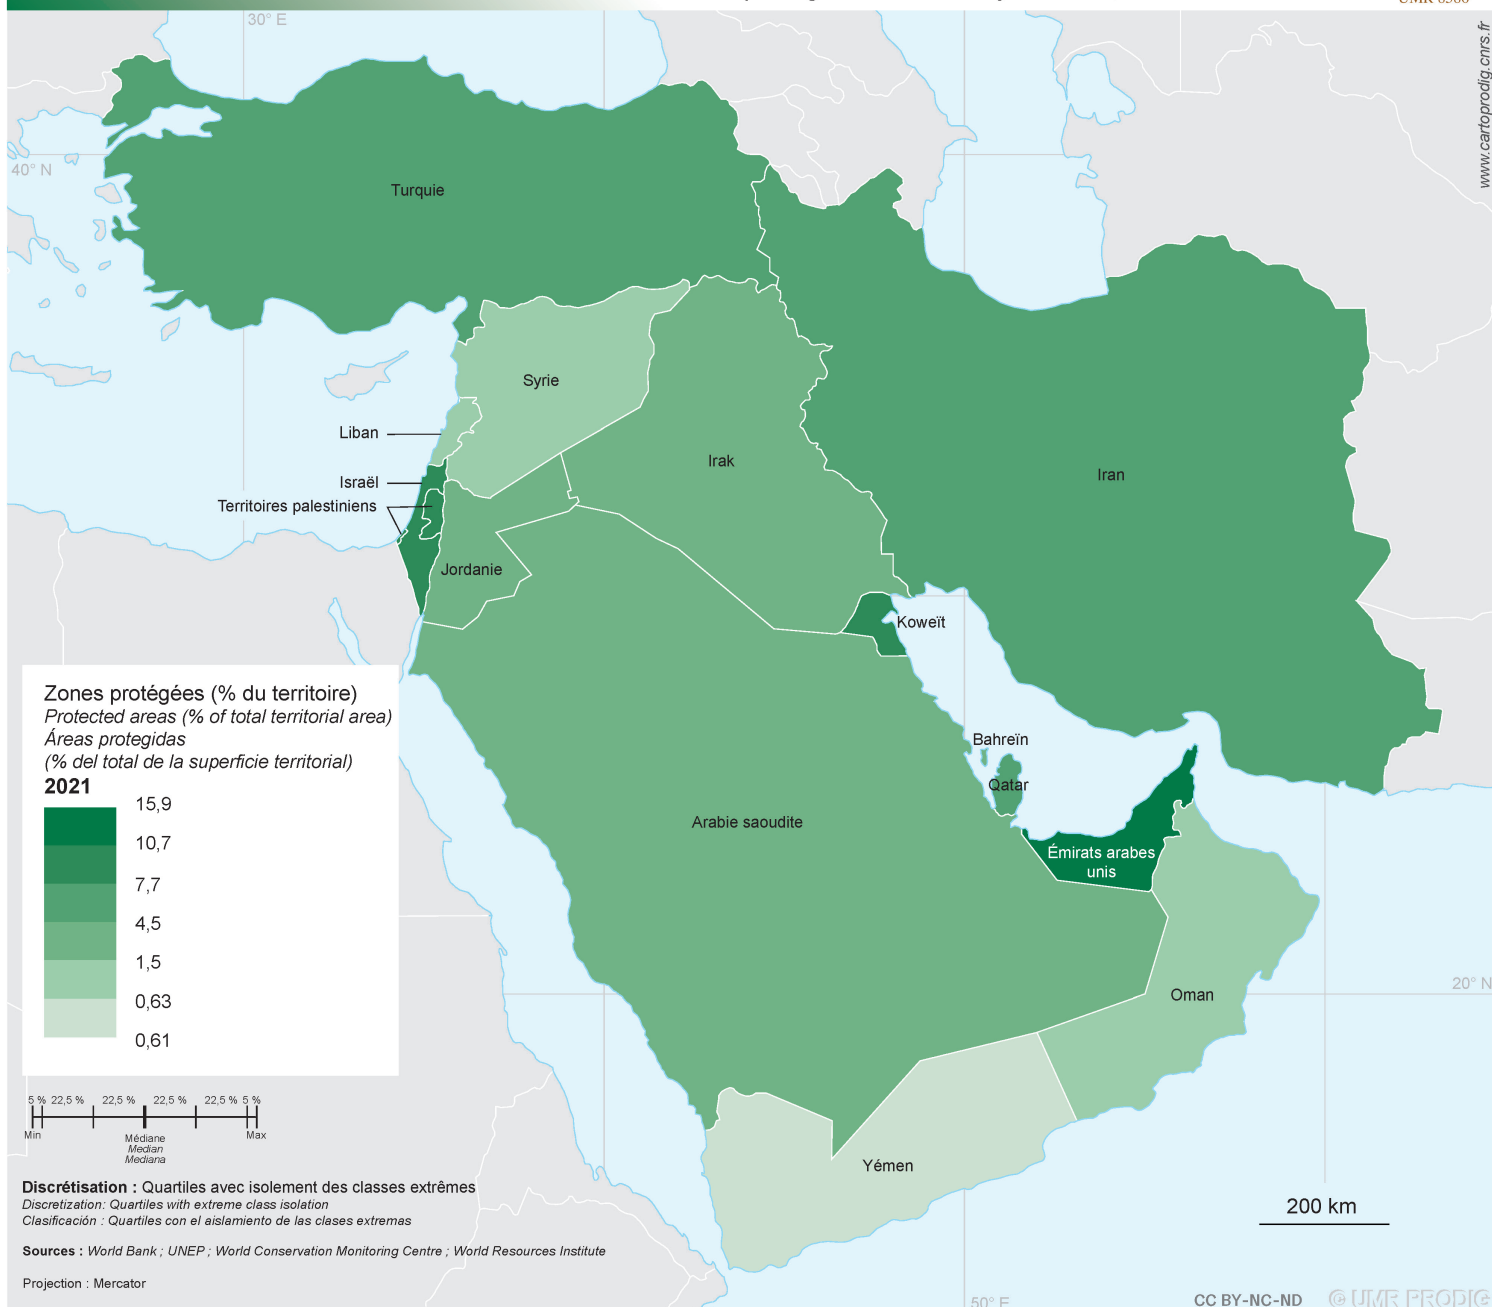 30° E
www.cartoprodig.cnrs.fr
40° N
Turquie
Syrie
Liban
Irak
Iran
Israël
Territoires palestiniens
Jordanie
Koweït
Bahreïn
Qatar
Arabie saoudite
Émirats arabes
unis
Oman
20° N
Yémen
Zones protégées (% du territoire)
Protected areas (% of total territorial area)
Áreas protegidas
(% del total de la superficie territorial)
2021
15,9
10,7
7,7
4,5
1,5
0,63
0,61
5 % 22,5 % 22,5 % 22,5 % 22,5 % 5 %
Min Max
Médiane
Median
Mediana
Discrétisation : Quartiles avec isolement des classes extrêmes
Discretization: Quartiles with extreme class isolation
Clasificación : Quartiles con el aislamiento de las clases extremas
200 km
Sources : World Bank ; UNEP ; World Conservation Monitoring Centre ; World Resources Institute
Projection : Mercator
50° E
CC BY-NC-ND © UMR PRODIG